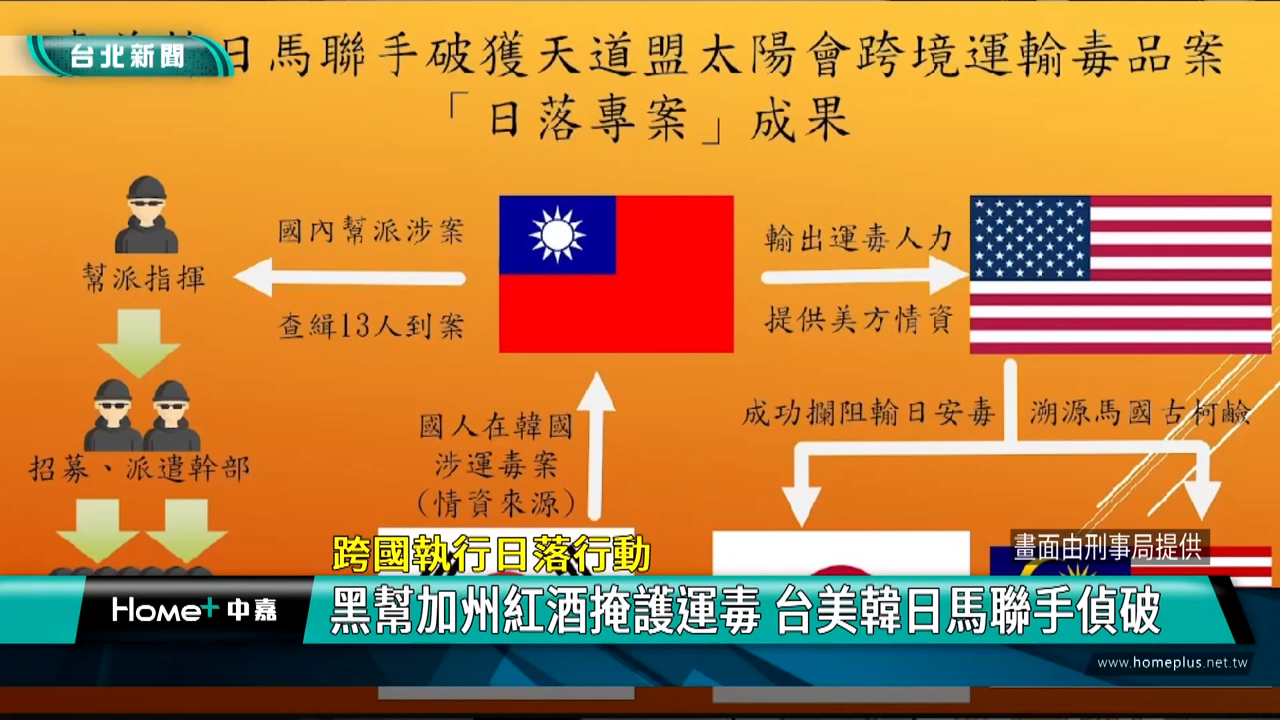 台北新聞
日馬聯手破獲天道盟太陽會跨境運輸毒品案
「日落專案」成果
國內幫派涉案
查緝13人到案
輸出運毒人力
提供美方情資
幫派指揮
招募、派遣幹部
國人在韓國
涉運毒案
(情資來源)
成功攔阻輸日安毒
溯源馬國古柯鹼
畫面由刑事局提供
跨國執行日落行動
Home+中嘉
黑幫加州紅酒掩護運毒 台美韓日馬聯手偵破
www.homeplus.net.tw